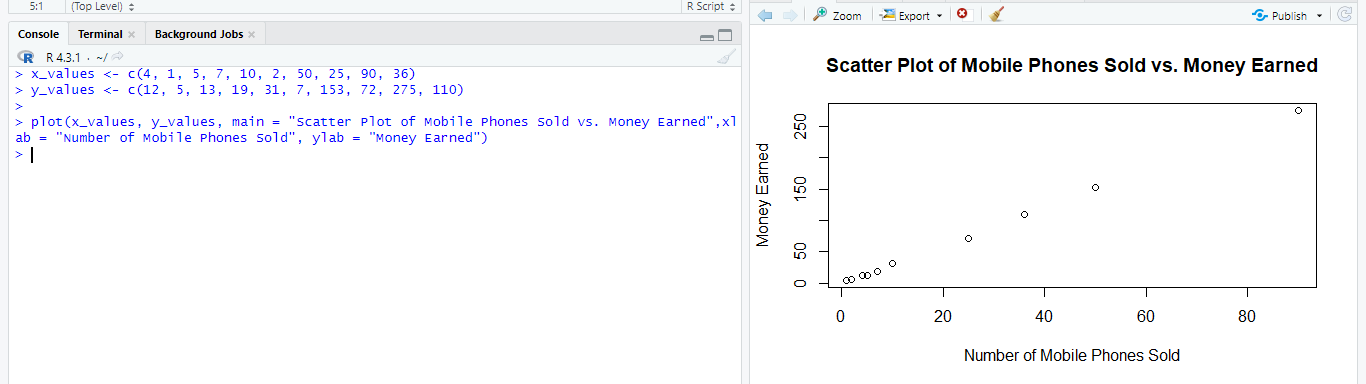 5:1 (Top Level) R Script
Console Terminal Background Jobs
R R 4.3.1 · ~/
> x_values <- c(4, 1, 5, 7, 10, 2, 50, 25, 90, 36)
> y_values <- c(12, 5, 13, 19, 31, 7, 153, 72, 275, 110)
>
> plot(x_values, y_values, main = "Scatter Plot of Mobile Phones Sold vs. Money Earned",xl
ab = "Number of Mobile Phones Sold", ylab = "Money Earned")
>
Zoom Export Publish
Scatter Plot of Mobile Phones Sold vs. Money Earned
Money Earned
250
150
50
0
0 20 40 60 80
Number of Mobile Phones Sold